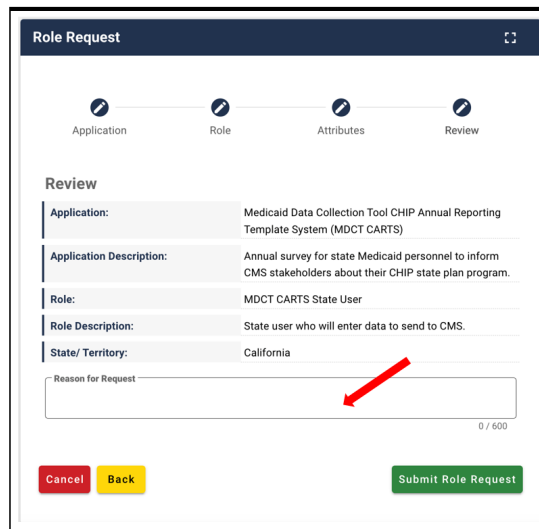 Role Request
Application
Role
Attributes
Review
Review
Application:
Medicaid Data Collection Tool CHIP Annual Reporting
Template System (MDCT CARTS)
Application Description:
Annual survey for state Medicaid personnel to inform
CMS stakeholders about their CHIP state plan program.
Role:
MDCT CARTS State User
Role Description:
State user who will enter data to send to CMS.
State/ Territory:
California
Reason for Request
0 / 600
Cancel
Back
Submit Role Request